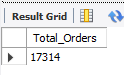 Result Grid
Total_Orders
17314